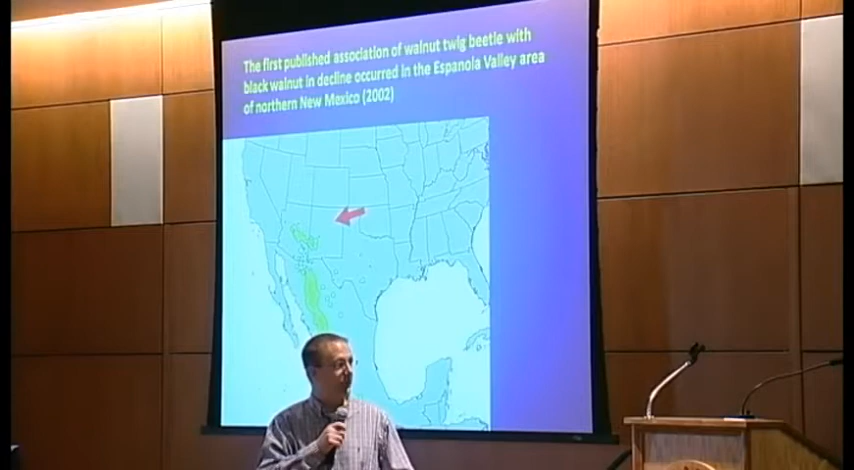 The first published association of walnut twig beetle with
black walnut in decline occurred in the Espanola Valley area
of northern New Mexico (2002)